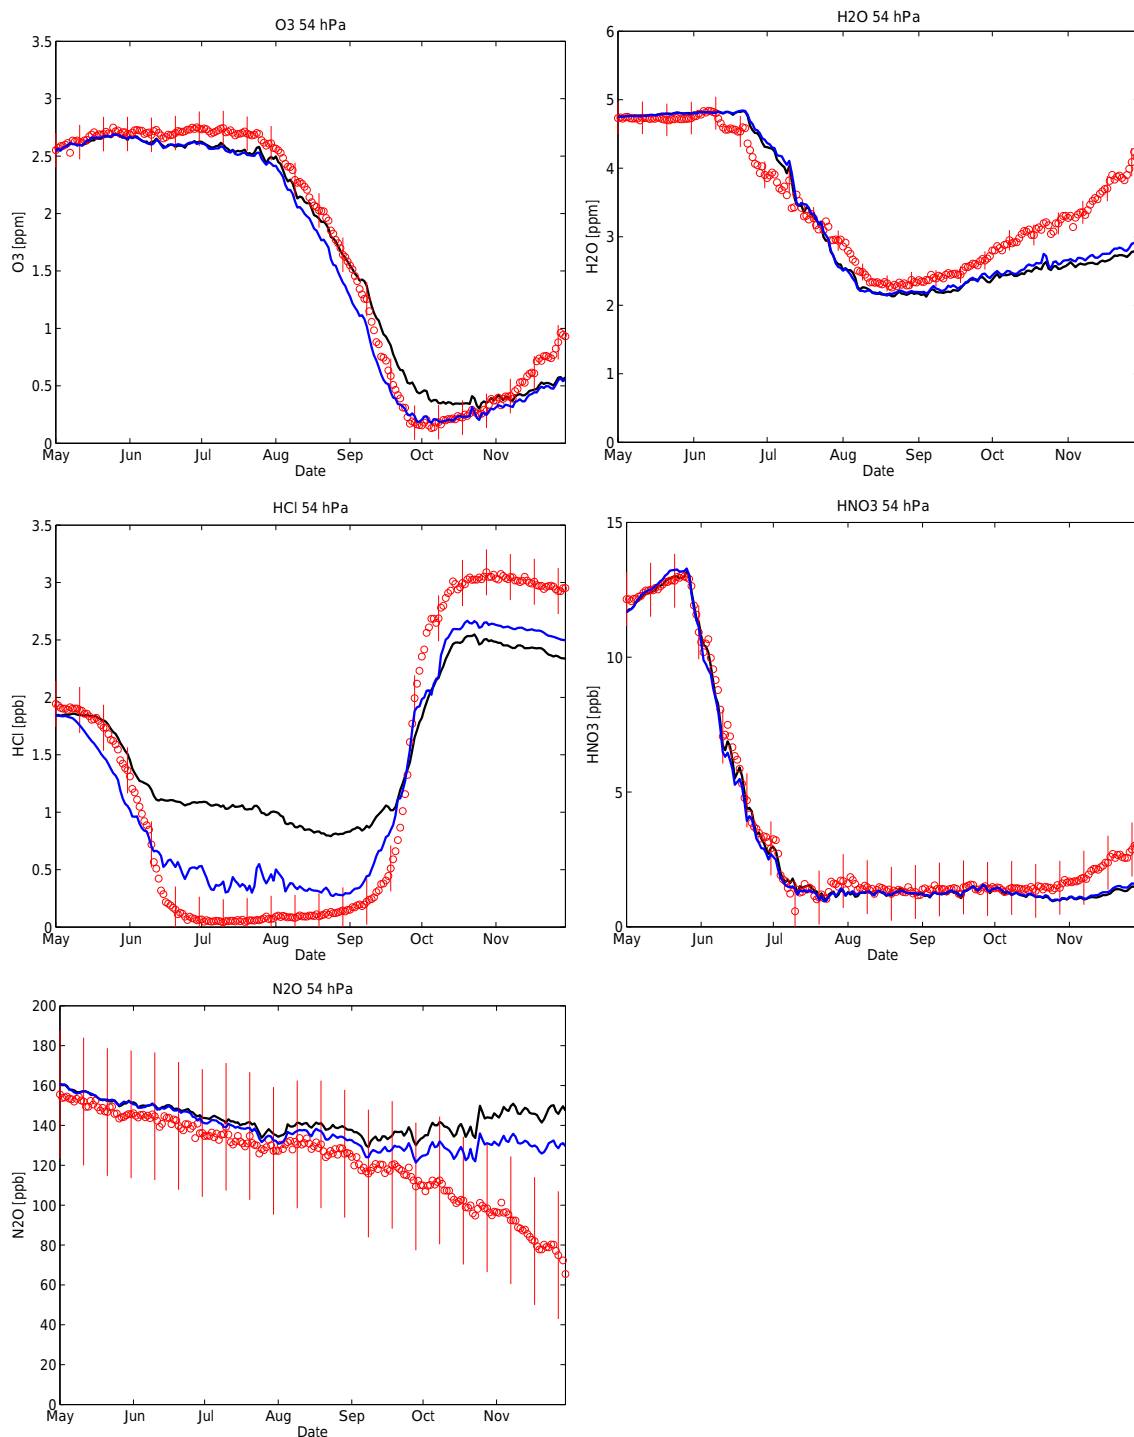 O3 54 hPa
3.5
3
2.5
2
1.5
1
0.5
0
O3 [ppm]
May Jun Jul Aug Sep Oct Nov
Date
H2O 54 hPa
6
5
4
3
2
1
0
H2O [ppm]
May Jun Jul Aug Sep Oct Nov
Date
HCl 54 hPa
3.5
3
2.5
2
1.5
1
0.5
0
HCl [ppb]
May Jun Jul Aug Sep Oct Nov
Date
HNO3 54 hPa
15
10
5
0
HNO3 [ppb]
May Jun Jul Aug Sep Oct Nov
Date
N2O 54 hPa
200
180
160
140
120
100
80
60
40
20
0
N2O [ppb]
May Jun Jul Aug Sep Oct Nov
Date